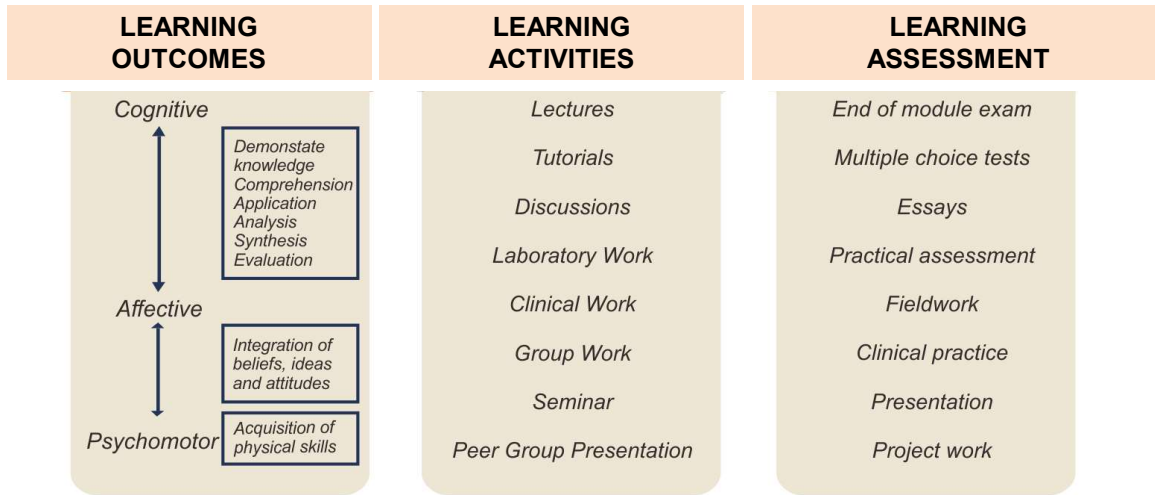 LEARNING
OUTCOMES
Cognitive
Demonstate
knowledge
Comprehension
Application
Analysis
Synthesis
Evaluation
Affective
Integration of
beliefs, ideas
and attitudes
Psychomotor
Acquisition of
physical skills
LEARNING
ACTIVITIES
Lectures
Tutorials
Discussions
Laboratory Work
Clinical Work
Group Work
Seminar
Peer Group Presentation
LEARNING
ASSESSMENT
End of module exam
Multiple choice tests
Essays
Practical assessment
Fieldwork
Clinical practice
Presentation
Project work